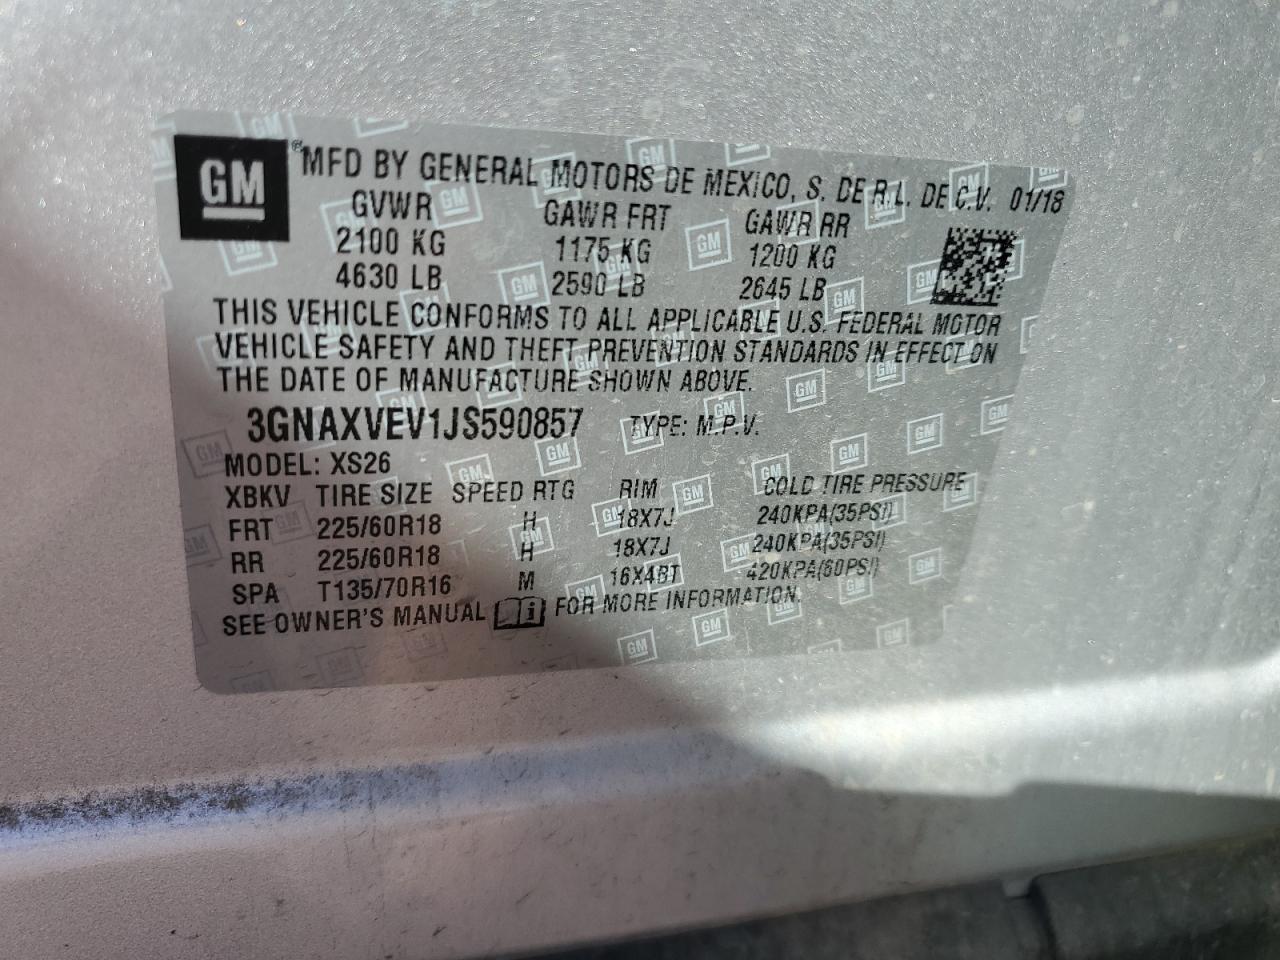 GM ® MFD BY GENERAL MOTORS DE MEXICO, S. DE R.L. DE C.V. 01/18
GVWR GAWR FRT GAWR RR
2100 KG 1175 KG 1200 KG
4630 LB 2590 LB 2645 LB
THIS VEHICLE CONFORMS TO ALL APPLICABLE U.S. FEDERAL MOTOR
VEHICLE SAFETY AND THEFT PREVENTION STANDARDS IN EFFECT ON
THE DATE OF MANUFACTURE SHOWN ABOVE.
3GNAXVEV1JS590857 TYPE: M.P.V.
MODEL: XS26
XBKV TIRE SIZE SPEED RTG RIM COLD TIRE PRESSURE
FRT 225/60R18 H 18X7J 240KPA(35PSI)
RR 225/60R18 H 18X7J 240KPA(35PSI)
SPA T135/70R16 M 16X4BT 420KPA(60PSI)
SEE OWNER'S MANUAL i FOR MORE INFORMATION.